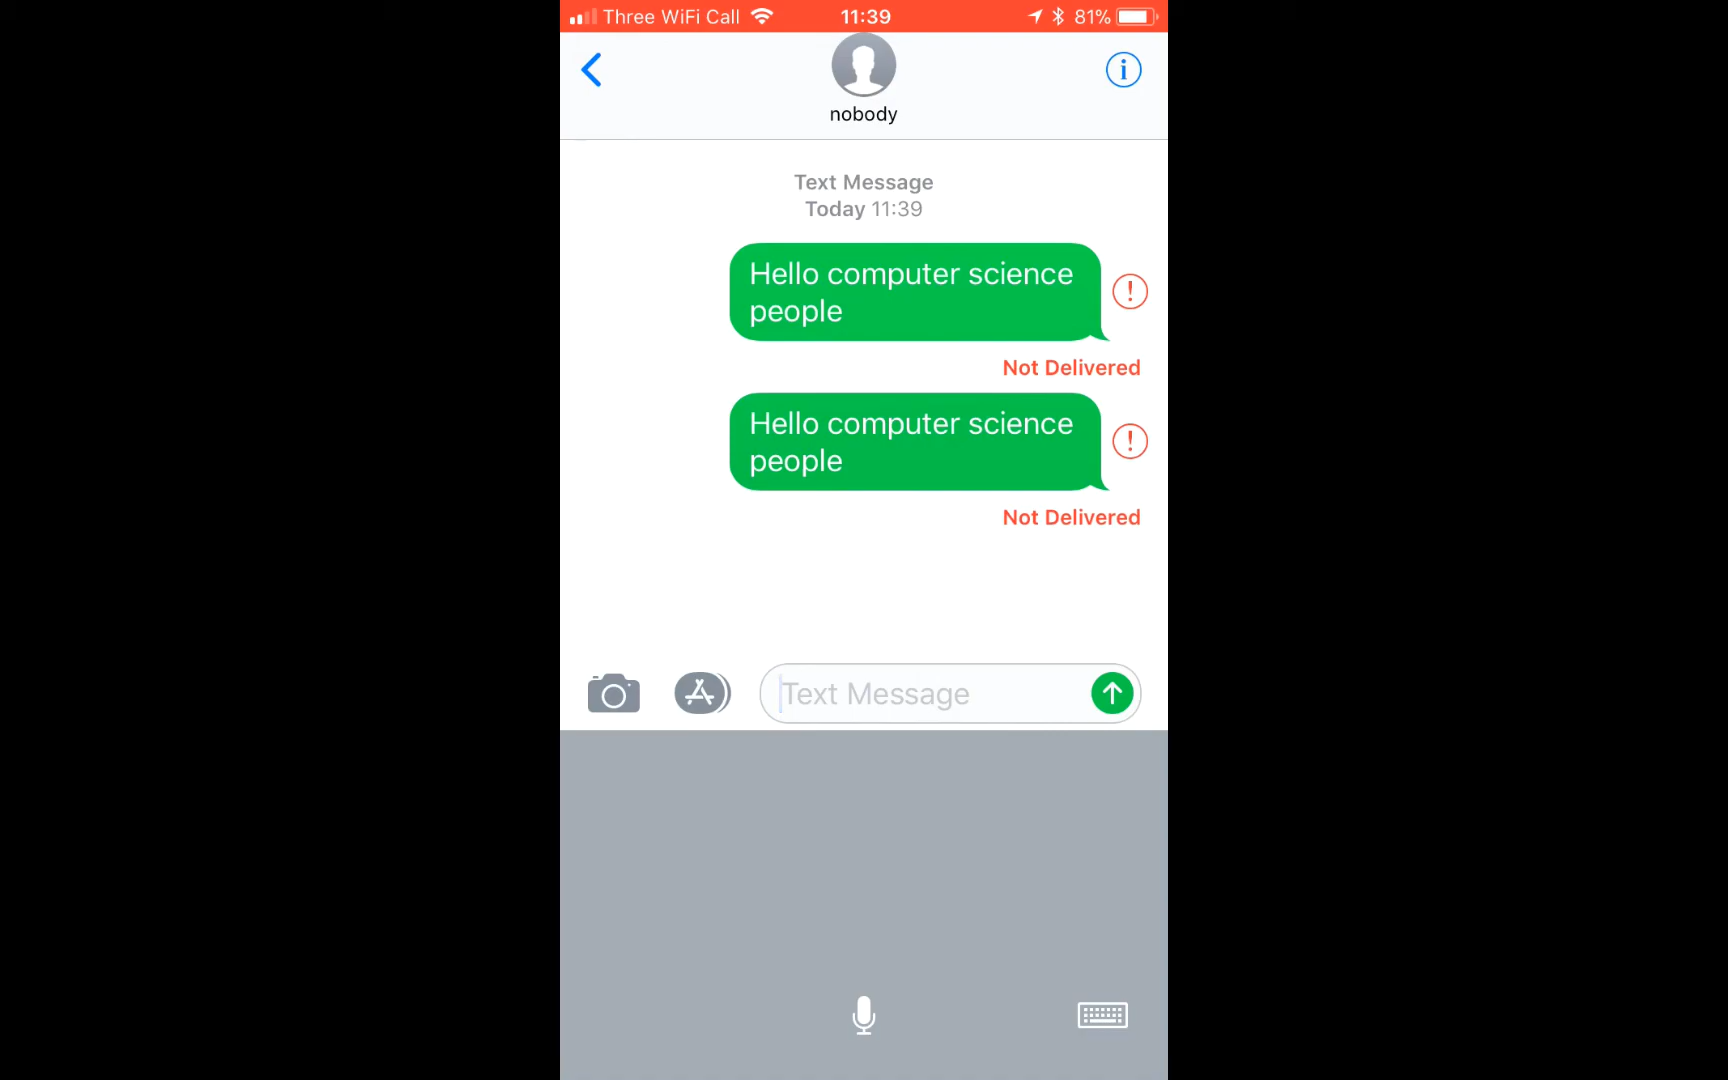 Three WiFi Call 11:39 81%
nobody
Text Message
Today 11:39
Hello computer science
people
Not Delivered
Hello computer science
people
Not Delivered
Text Message